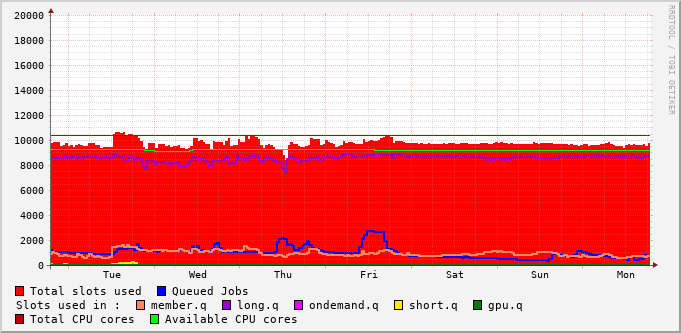 20000
18000
16000
14000
12000
10000
8000
6000
4000
2000
0
Tue Wed Thu Fri Sat Sun Mon
RRDTOOL / TOBI OETIKER
Total slots used Queued Jobs
Slots used in : member.q long.q ondemand.q short.q gpu.q
Total CPU cores Available CPU cores